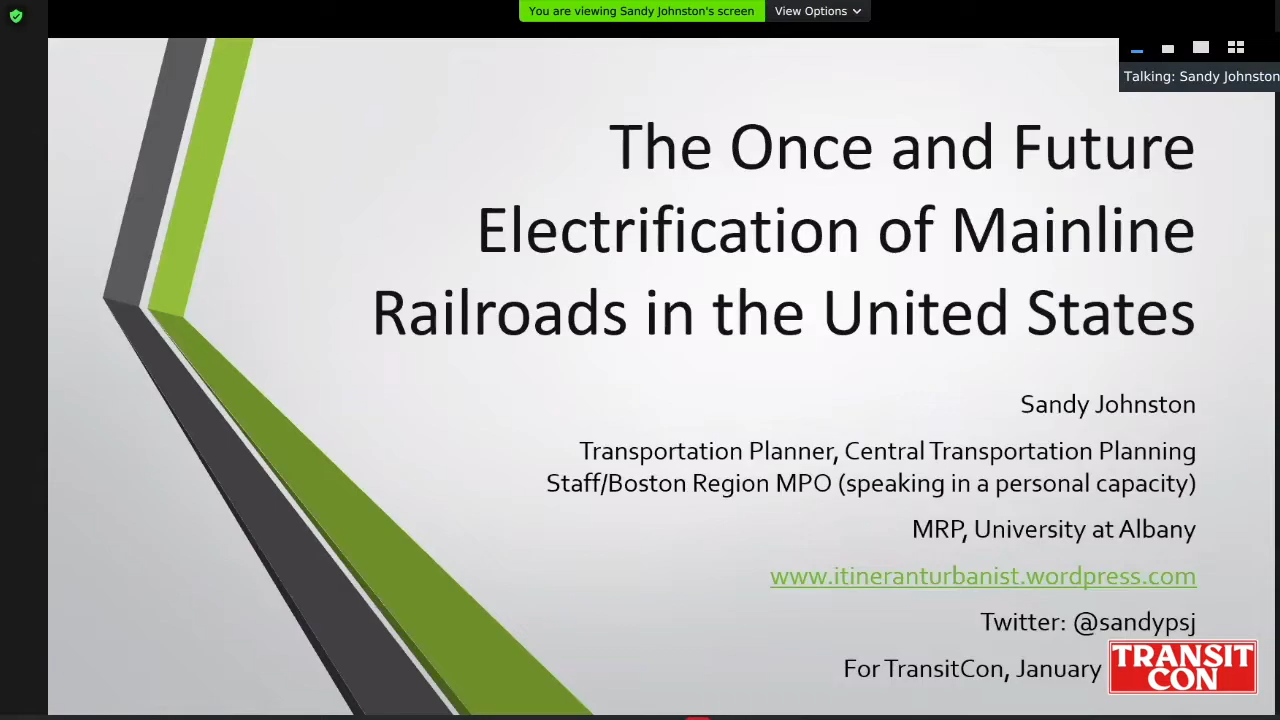 You are viewing Sandy Johnston's screen
View Options
Talking: Sandy Johnston
The Once and Future
Electrification of Mainline
Railroads in the United States
Sandy Johnston
Transportation Planner, Central Transportation Planning
Staff/Boston Region MPO (speaking in a personal capacity)
MRP, University at Albany
www.itineranturbanist.wordpress.com
Twitter: @sandypsj
For TransitCon, January
TRANSIT
CON